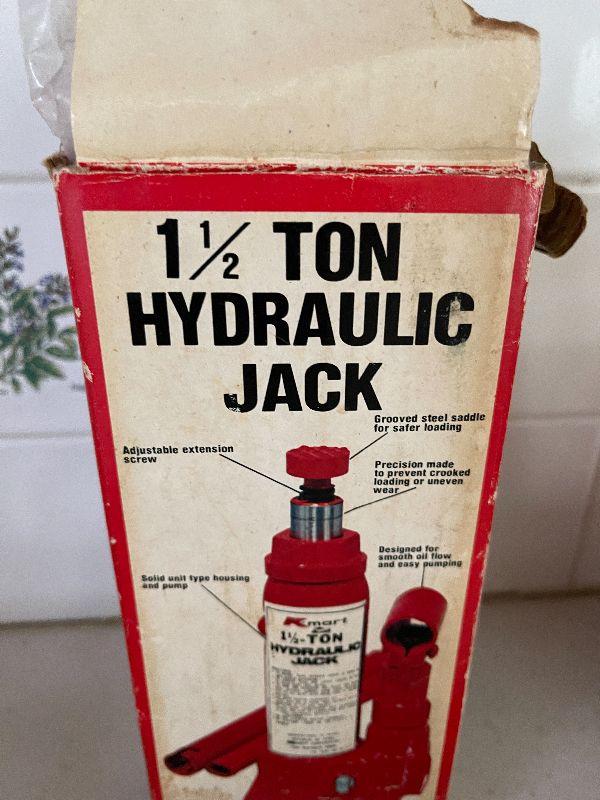 1 1/2 TON
HYDRAULIC
JACK
Grooved steel saddle
for safer loading
Adjustable extension
screw
Precision made
to prevent crooked
loading or uneven
wear
Designed for
smooth oil flow
and easy pumping
Solid unit type housing
and pump
Kmart
1½-TON
HYDRAULIC
JACK